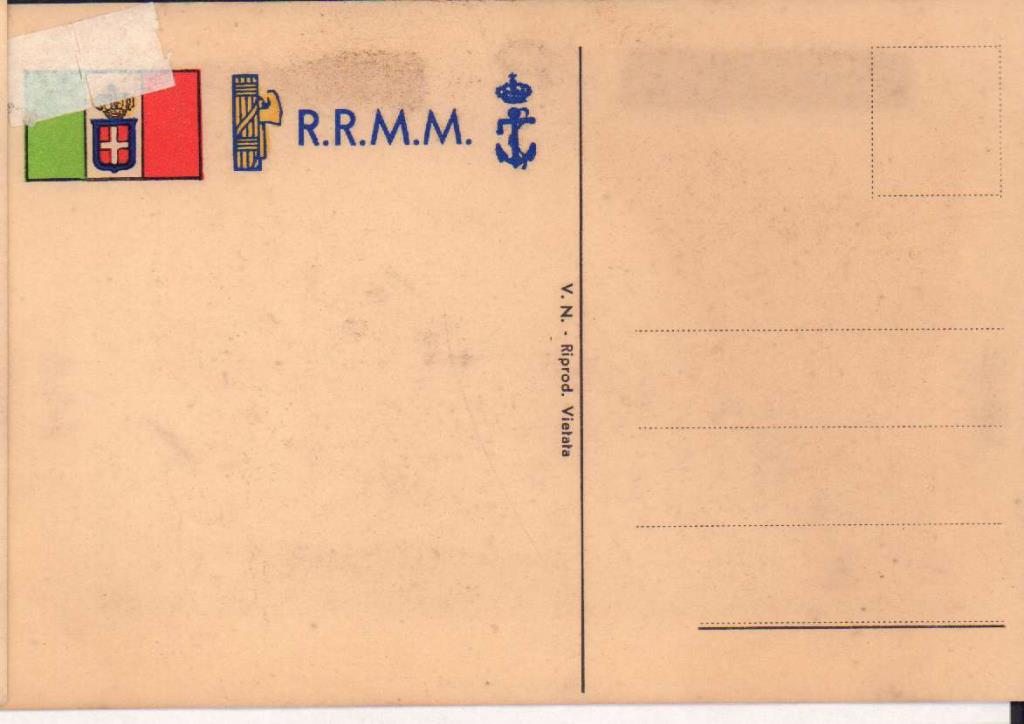 R.R.M.M.
V. N. - Riprod. Vietata